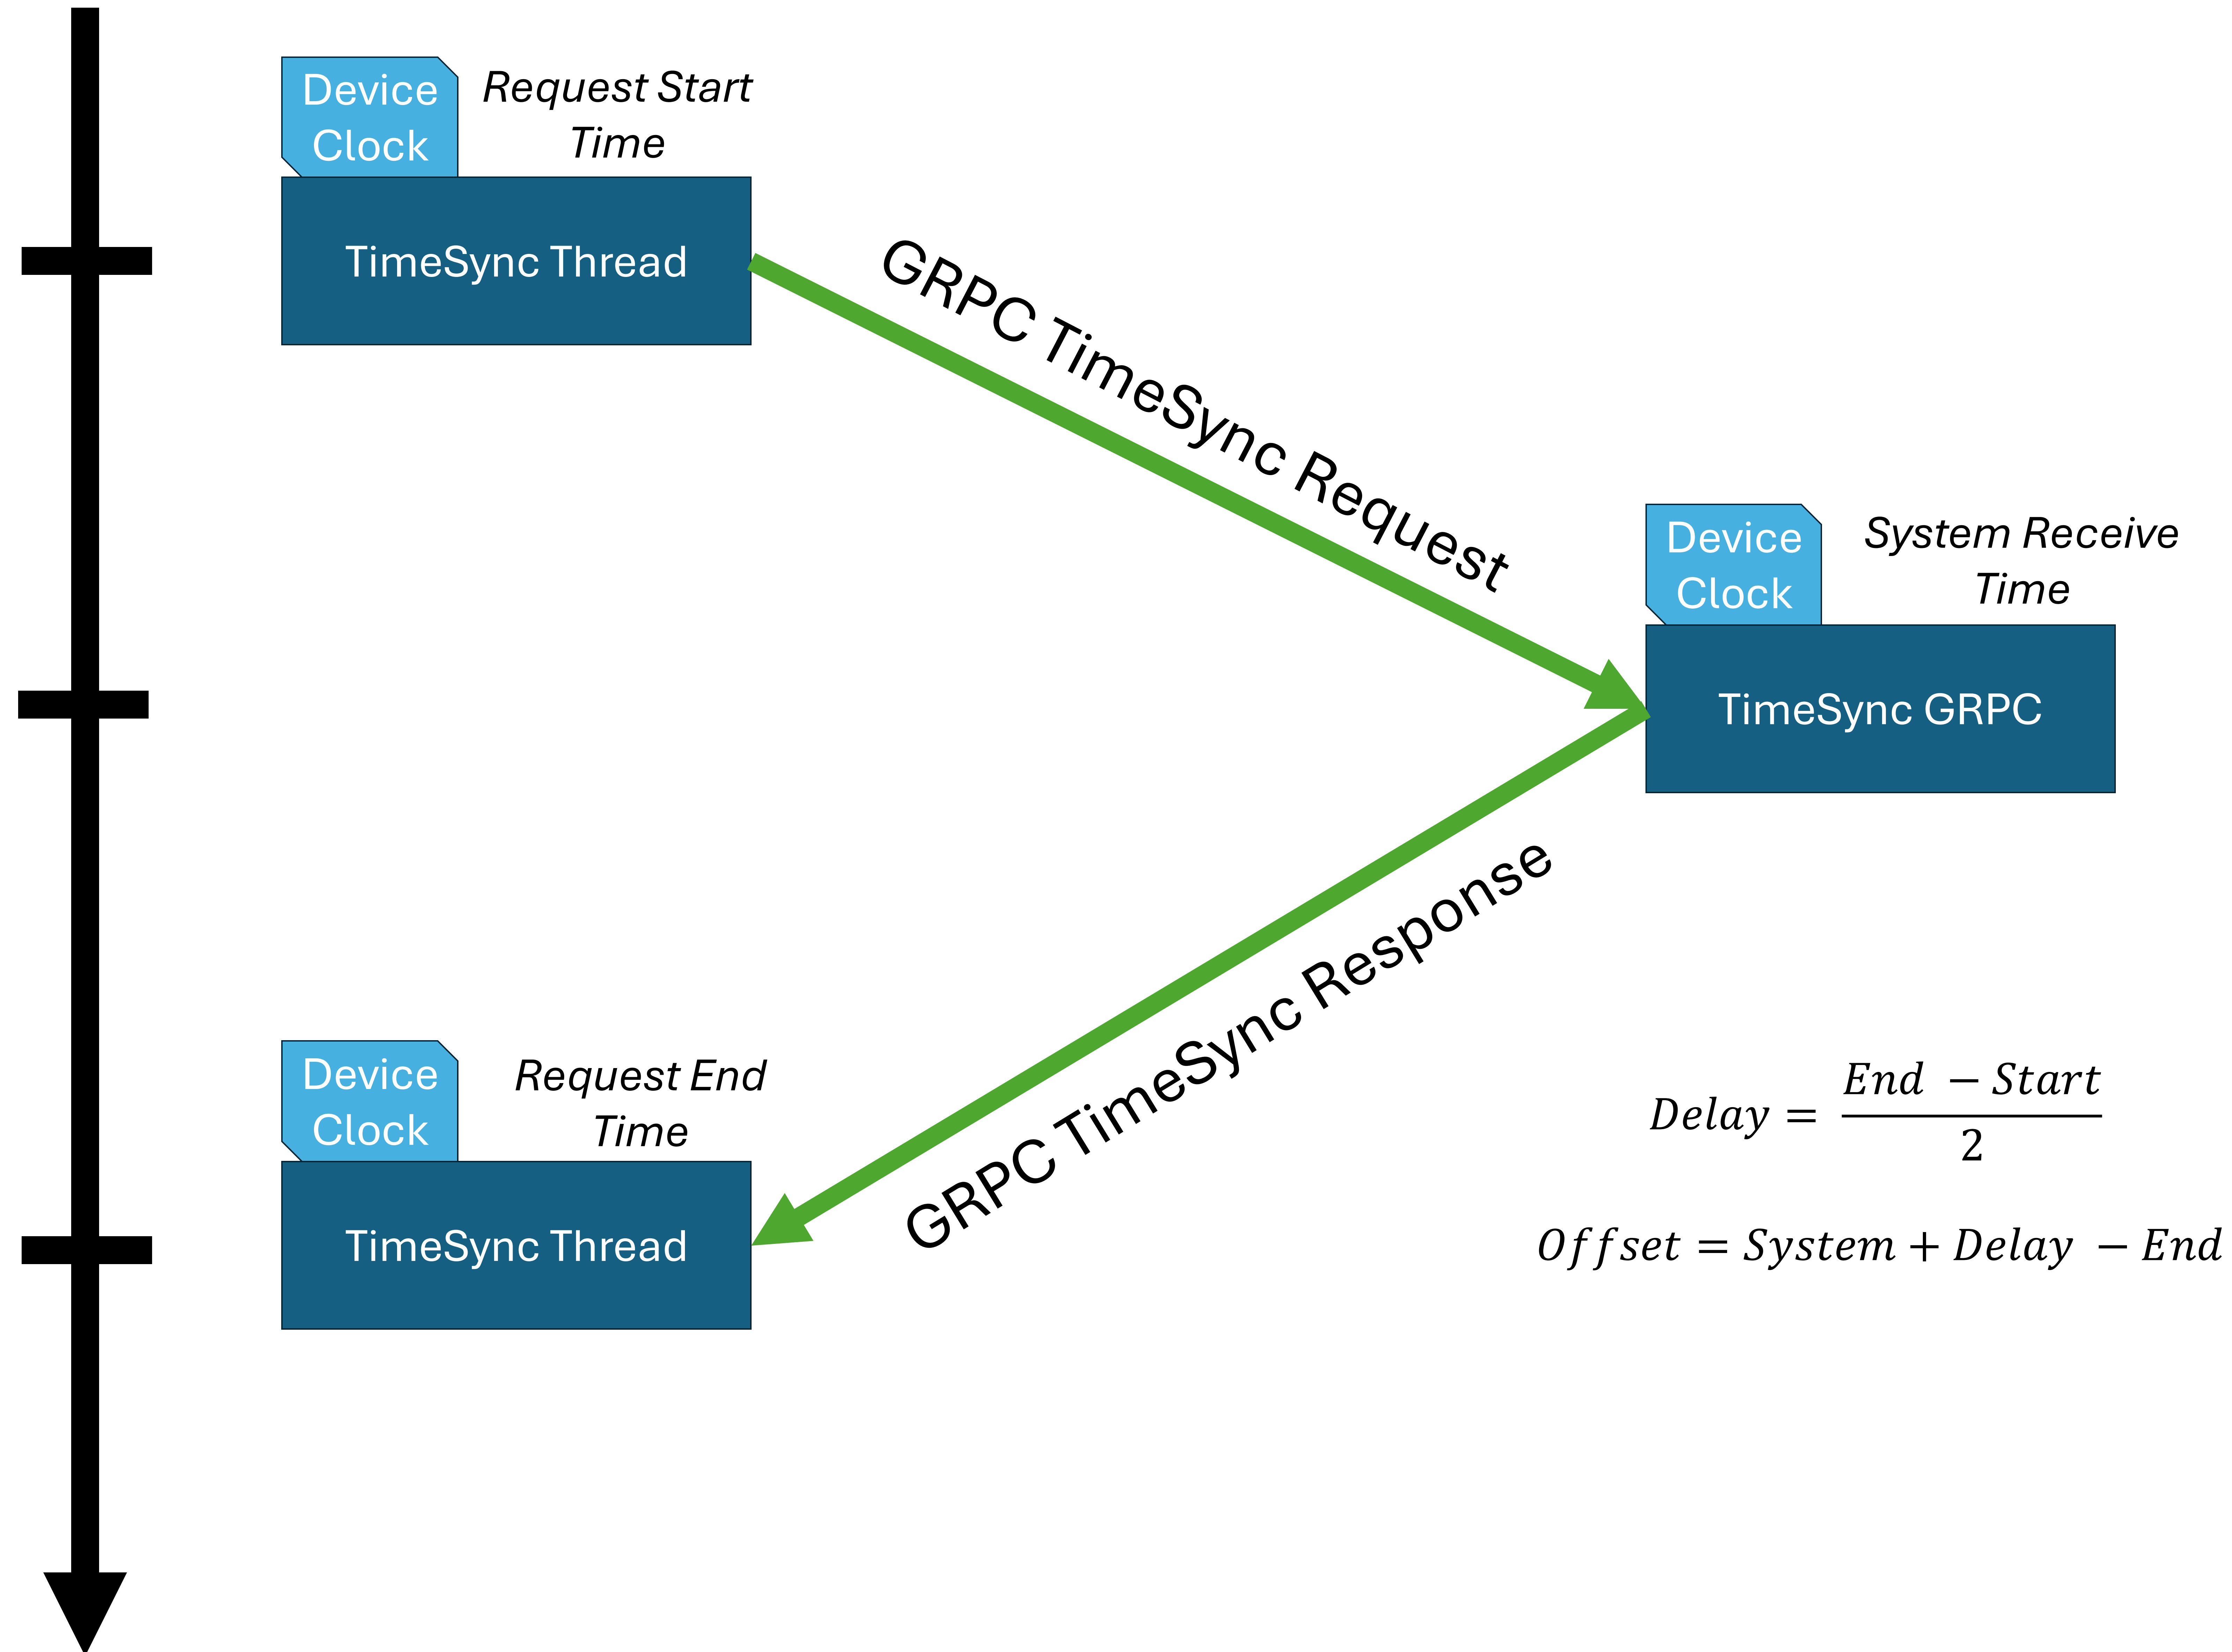 Device
Clock
Request Start
Time
TimeSync Thread
GRPC TimeSync Request
Device
Clock
System Receive
Time
TimeSync GRPC
GRPC TimeSync Response
Device
Clock
Request End
Time
TimeSync Thread
Delay = (End − Start) / 2
Offset = System + Delay − End